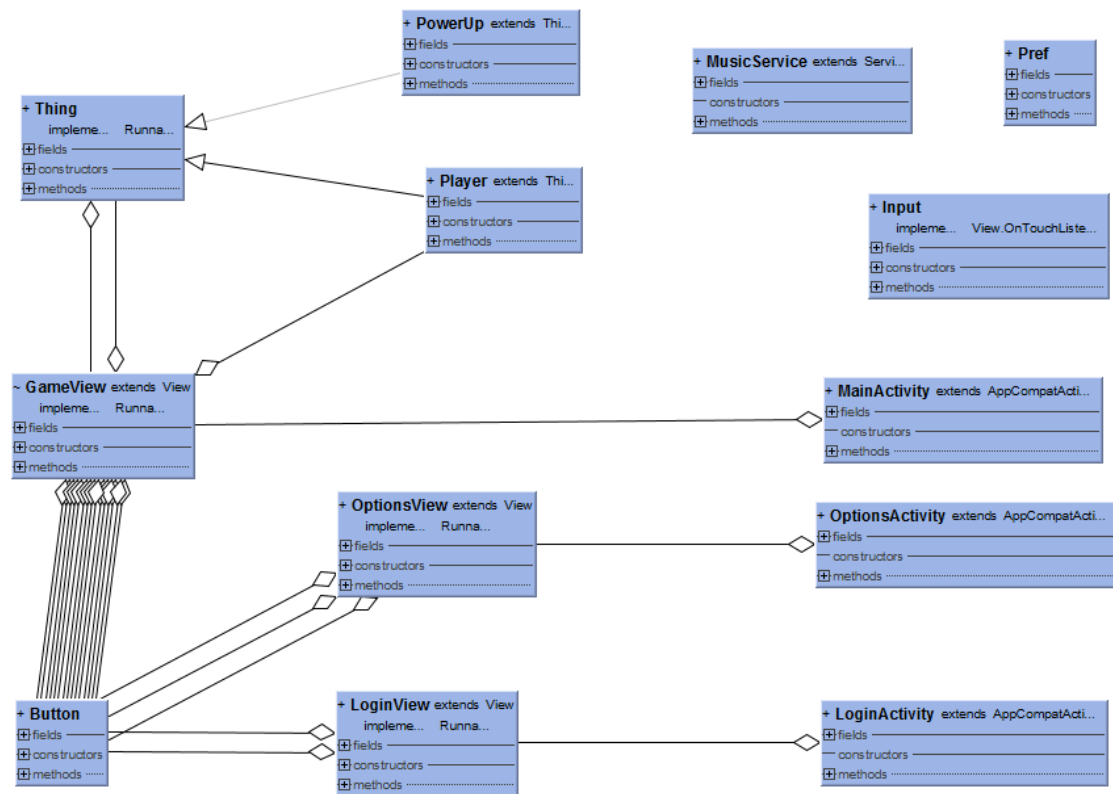 + PowerUp extends Thi...
fields
constructors
methods
+ MusicService extends Servi...
fields
constructors
methods
+ Pref
fields
constructors
methods
+ Thing
impleme... Runna...
fields
constructors
methods
+ Player extends Thi...
fields
constructors
methods
+ Input
impleme... View.OnTouchListe...
fields
constructors
methods
~ GameView extends View
impleme... Runna...
fields
constructors
methods
+ MainActivity extends AppCompatActi...
fields
constructors
methods
+ OptionsView extends View
impleme... Runna...
fields
constructors
methods
+ OptionsActivity extends AppCompatActi...
fields
constructors
methods
+ Button
fields
constructors
methods
+ LoginView extends View
impleme... Runna...
fields
constructors
methods
+ LoginActivity extends AppCompatActi...
fields
constructors
methods